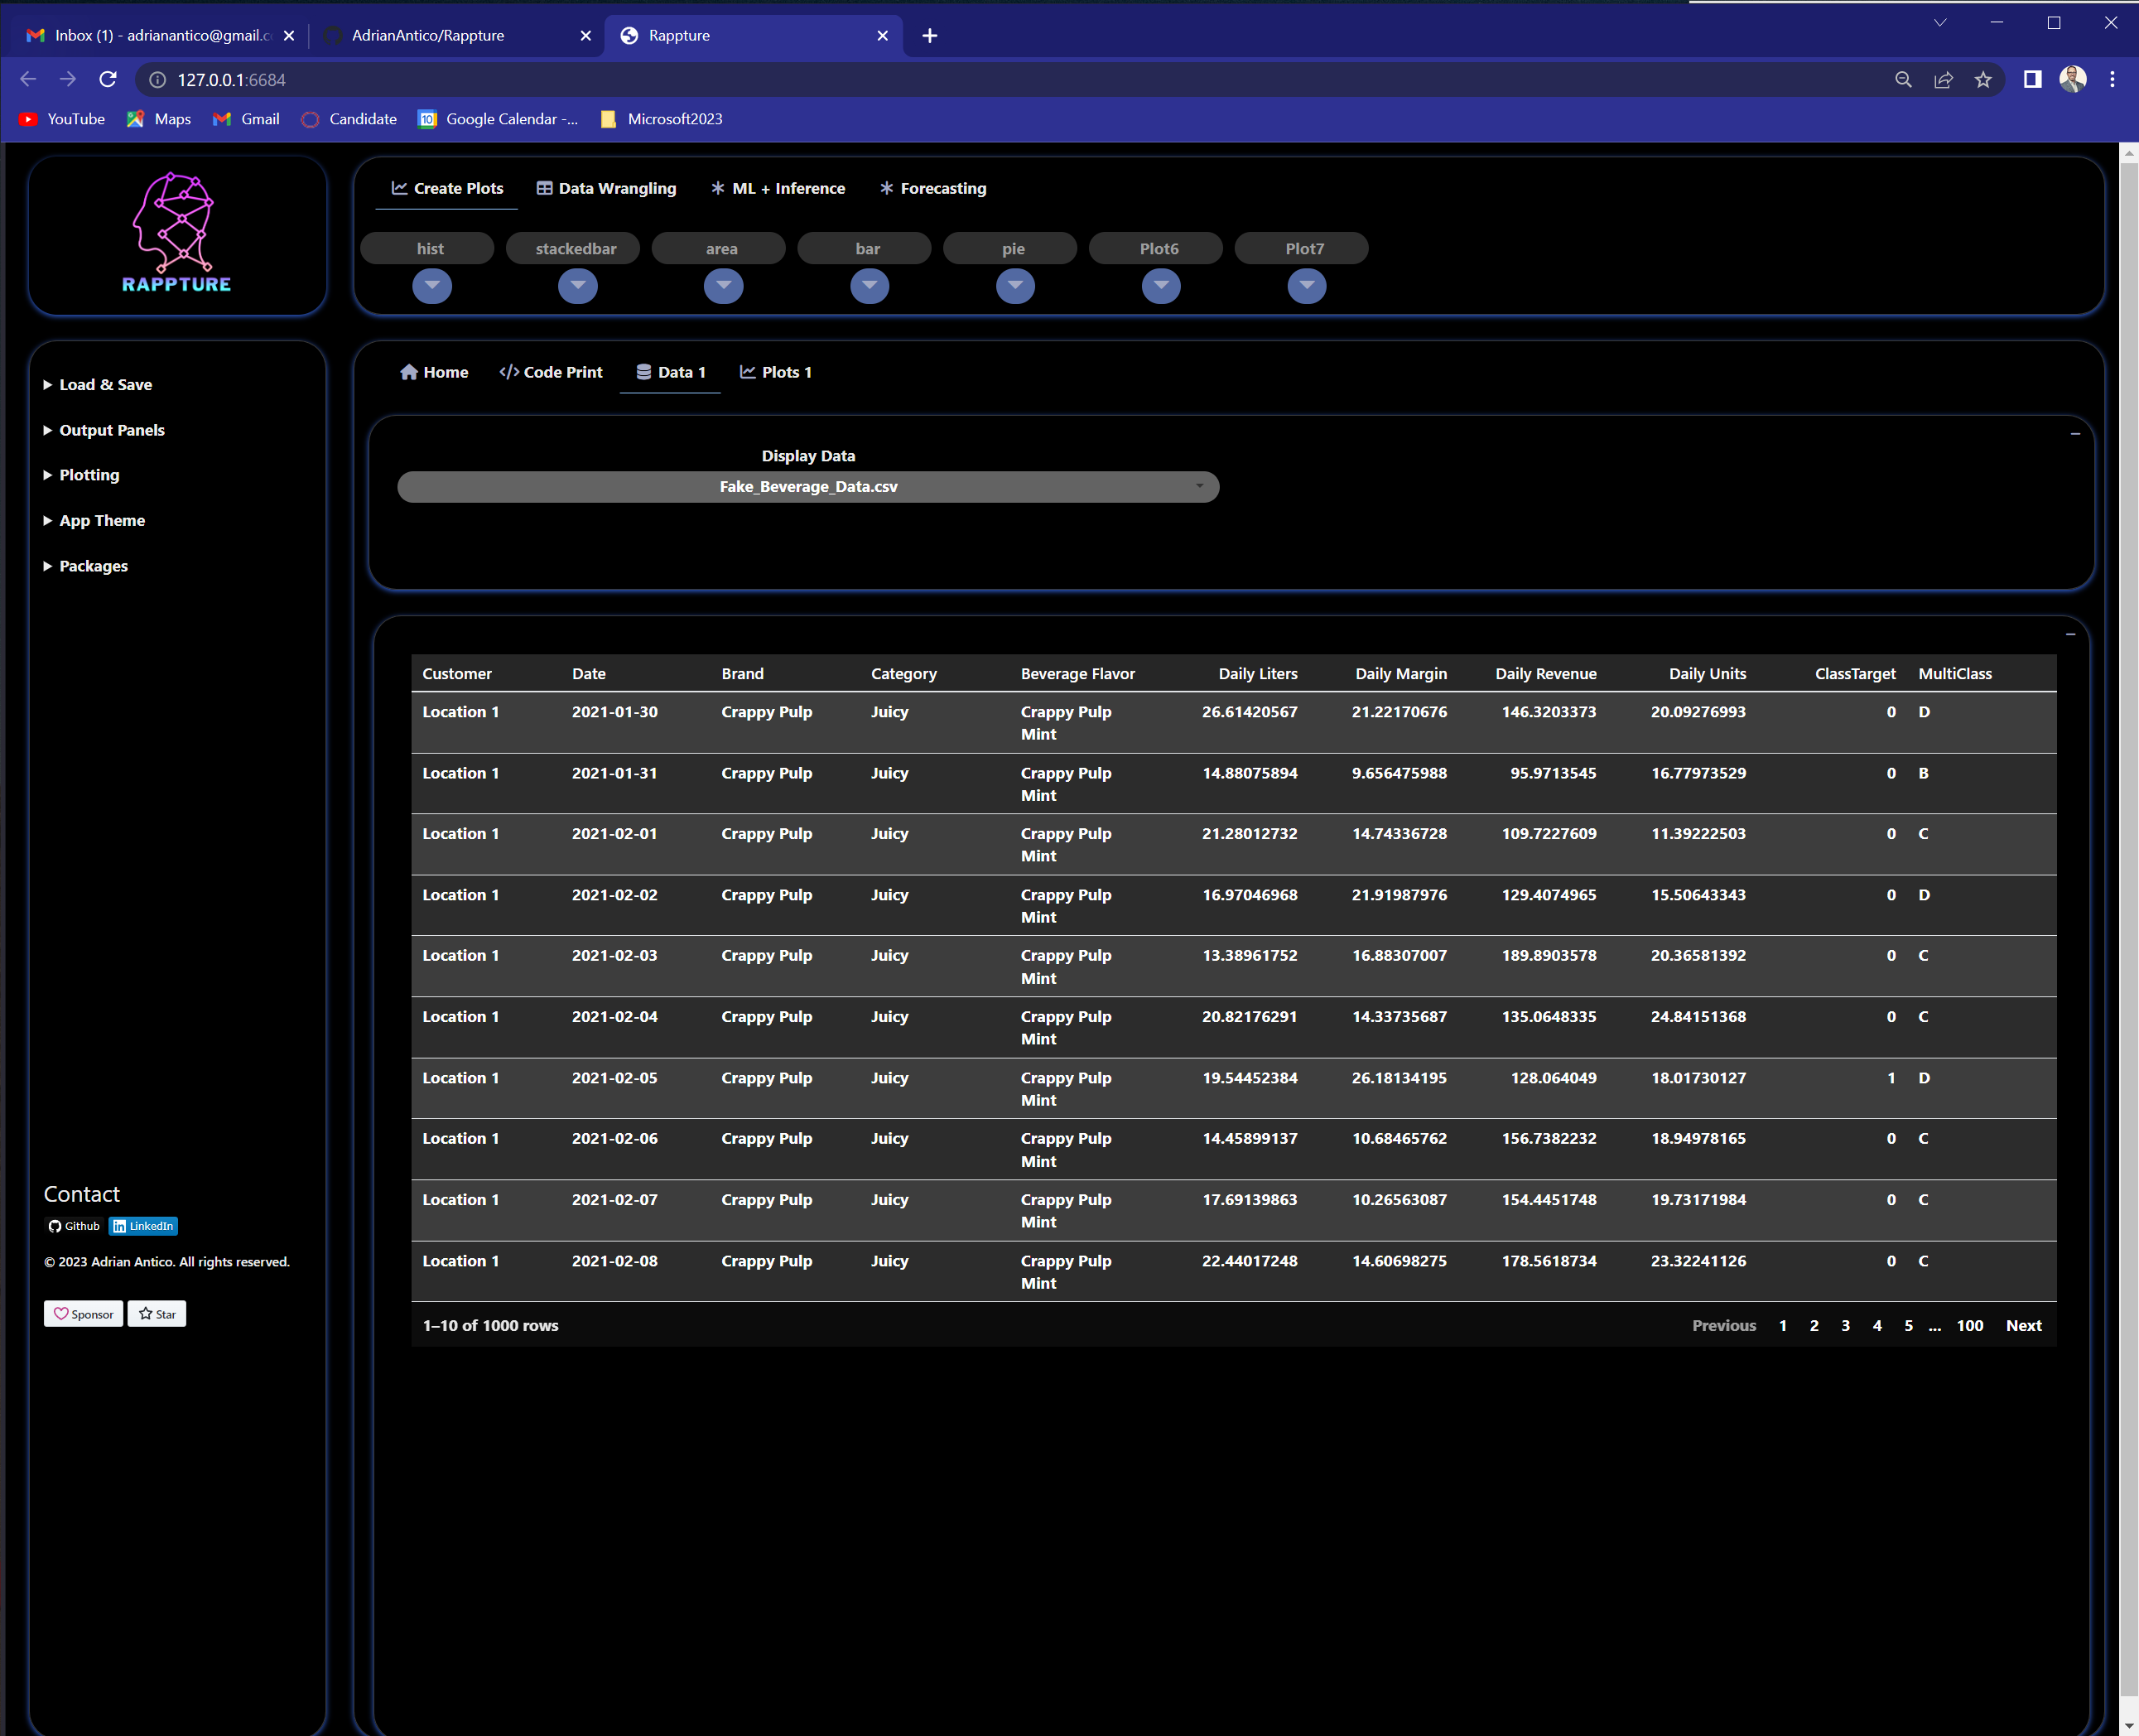 Inbox (1) - adrianantico@gmail.c
AdrianAntico/Rappture
Rappture
127.0.0.1:6684
YouTube Maps Gmail Candidate 10 Google Calendar -... Microsoft2023
RAPPTURE
Create Plots Data Wrangling ML + Inference Forecasting
hist stackedbar area bar pie Plot6 Plot7
Load & Save
Output Panels
Plotting
App Theme
Packages
Contact
Github in LinkedIn
© 2023 Adrian Antico. All rights reserved.
Sponsor Star
Home </> Code Print Data 1 Plots 1
Display Data
Fake_Beverage_Data.csv
Customer Date Brand Category Beverage Flavor Daily Liters Daily Margin Daily Revenue Daily Units ClassTarget MultiClass
Location 1 2021-01-30 Crappy Pulp Juicy Crappy Pulp 26.61420567 21.22170676 146.3203373 20.09276993 0 D
Mint
Location 1 2021-01-31 Crappy Pulp Juicy Crappy Pulp 14.88075894 9.656475988 95.9713545 16.77973529 0 B
Mint
Location 1 2021-02-01 Crappy Pulp Juicy Crappy Pulp 21.28012732 14.74336728 109.7227609 11.39222503 0 C
Mint
Location 1 2021-02-02 Crappy Pulp Juicy Crappy Pulp 16.97046968 21.91987976 129.4074965 15.50643343 0 D
Mint
Location 1 2021-02-03 Crappy Pulp Juicy Crappy Pulp 13.38961752 16.88307007 189.8903578 20.36581392 0 C
Mint
Location 1 2021-02-04 Crappy Pulp Juicy Crappy Pulp 20.82176291 14.33735687 135.0648335 24.84151368 0 C
Mint
Location 1 2021-02-05 Crappy Pulp Juicy Crappy Pulp 19.54452384 26.18134195 128.064049 18.01730127 1 D
Mint
Location 1 2021-02-06 Crappy Pulp Juicy Crappy Pulp 14.45899137 10.68465762 156.7382232 18.94978165 0 C
Mint
Location 1 2021-02-07 Crappy Pulp Juicy Crappy Pulp 17.69139863 10.26563087 154.4451748 19.73171984 0 C
Mint
Location 1 2021-02-08 Crappy Pulp Juicy Crappy Pulp 22.44017248 14.60698275 178.5618734 23.32241126 0 C
Mint
1–10 of 1000 rows Previous 1 2 3 4 5 ... 100 Next